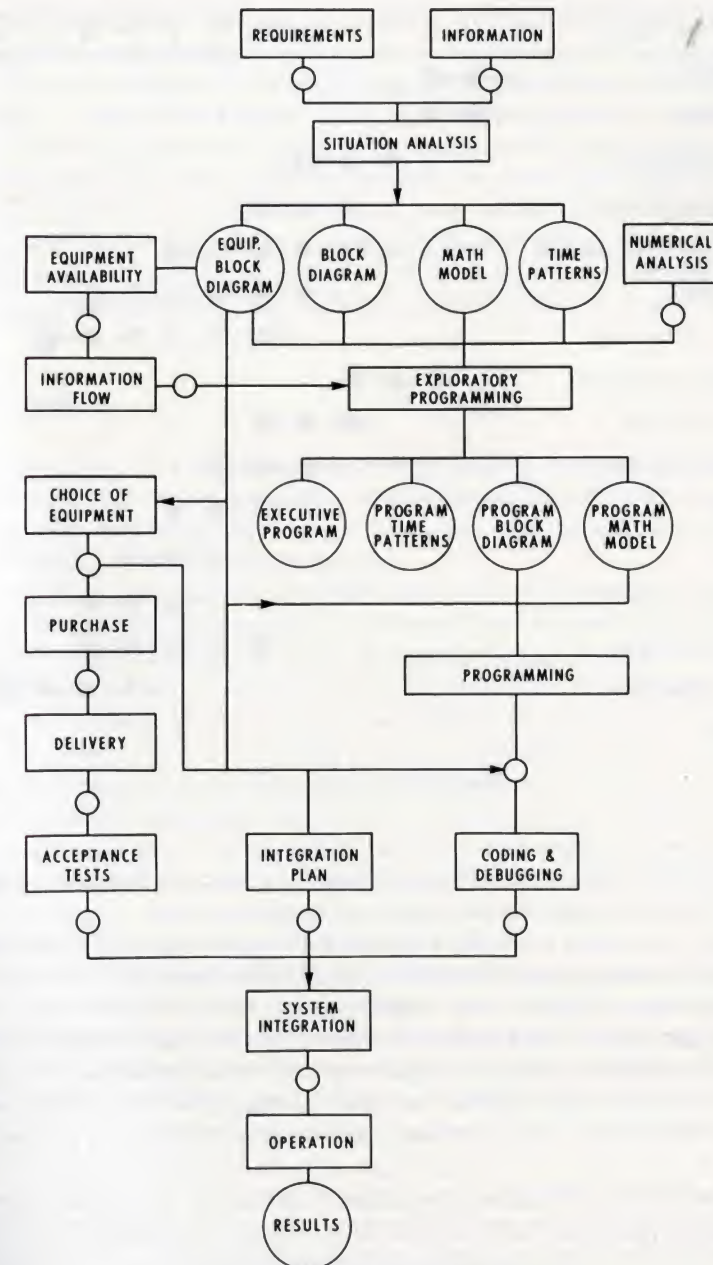 REQUIREMENTS
INFORMATION
SITUATION ANALYSIS
EQUIPMENT
AVAILABILITY
EQUIP.
BLOCK
DIAGRAM
BLOCK
DIAGRAM
MATH
MODEL
TIME
PATTERNS
NUMERICAL
ANALYSIS
INFORMATION
FLOW
EXPLORATORY
PROGRAMMING
CHOICE OF
EQUIPMENT
EXECUTIVE
PROGRAM
PROGRAM
TIME
PATTERNS
PROGRAM
BLOCK
DIAGRAM
PROGRAM
MATH
MODEL
PURCHASE
PROGRAMMING
DELIVERY
ACCEPTANCE
TESTS
INTEGRATION
PLAN
CODING &
DEBUGGING
SYSTEM
INTEGRATION
OPERATION
RESULTS